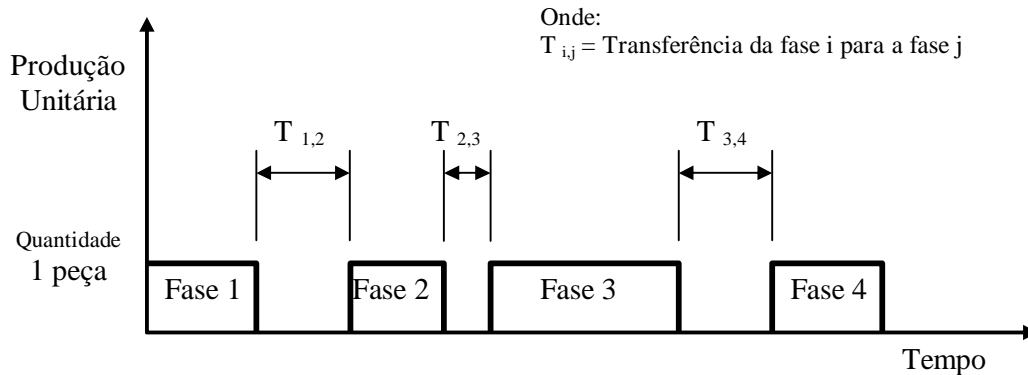 Onde:
T i,j = Transferência da fase i para a fase j
Produção
Unitária
T 1,2
T 2,3
T 3,4
Quantidade
1 peça
Fase 1
Fase 2
Fase 3
Fase 4
Tempo